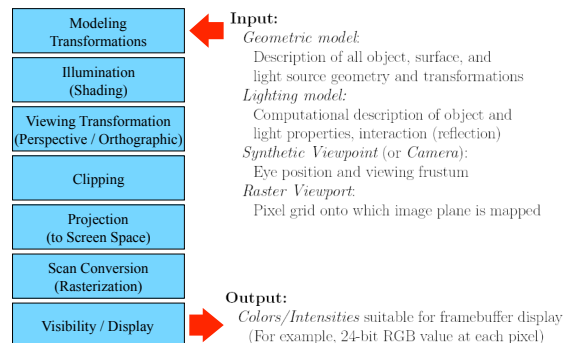 Modeling
Transformations
Illumination
(Shading)
Viewing Transformation
(Perspective / Orthographic)
Clipping
Projection
(to Screen Space)
Scan Conversion
(Rasterization)
Visibility / Display
Input:
Geometric model:
Description of all object, surface, and
light source geometry and transformations
Lighting model:
Computational description of object and
light properties, interaction (reflection)
Synthetic Viewpoint (or Camera):
Eye position and viewing frustum
Raster Viewport:
Pixel grid onto which image plane is mapped
Output:
Colors/Intensities suitable for framebuffer display
(For example, 24-bit RGB value at each pixel)